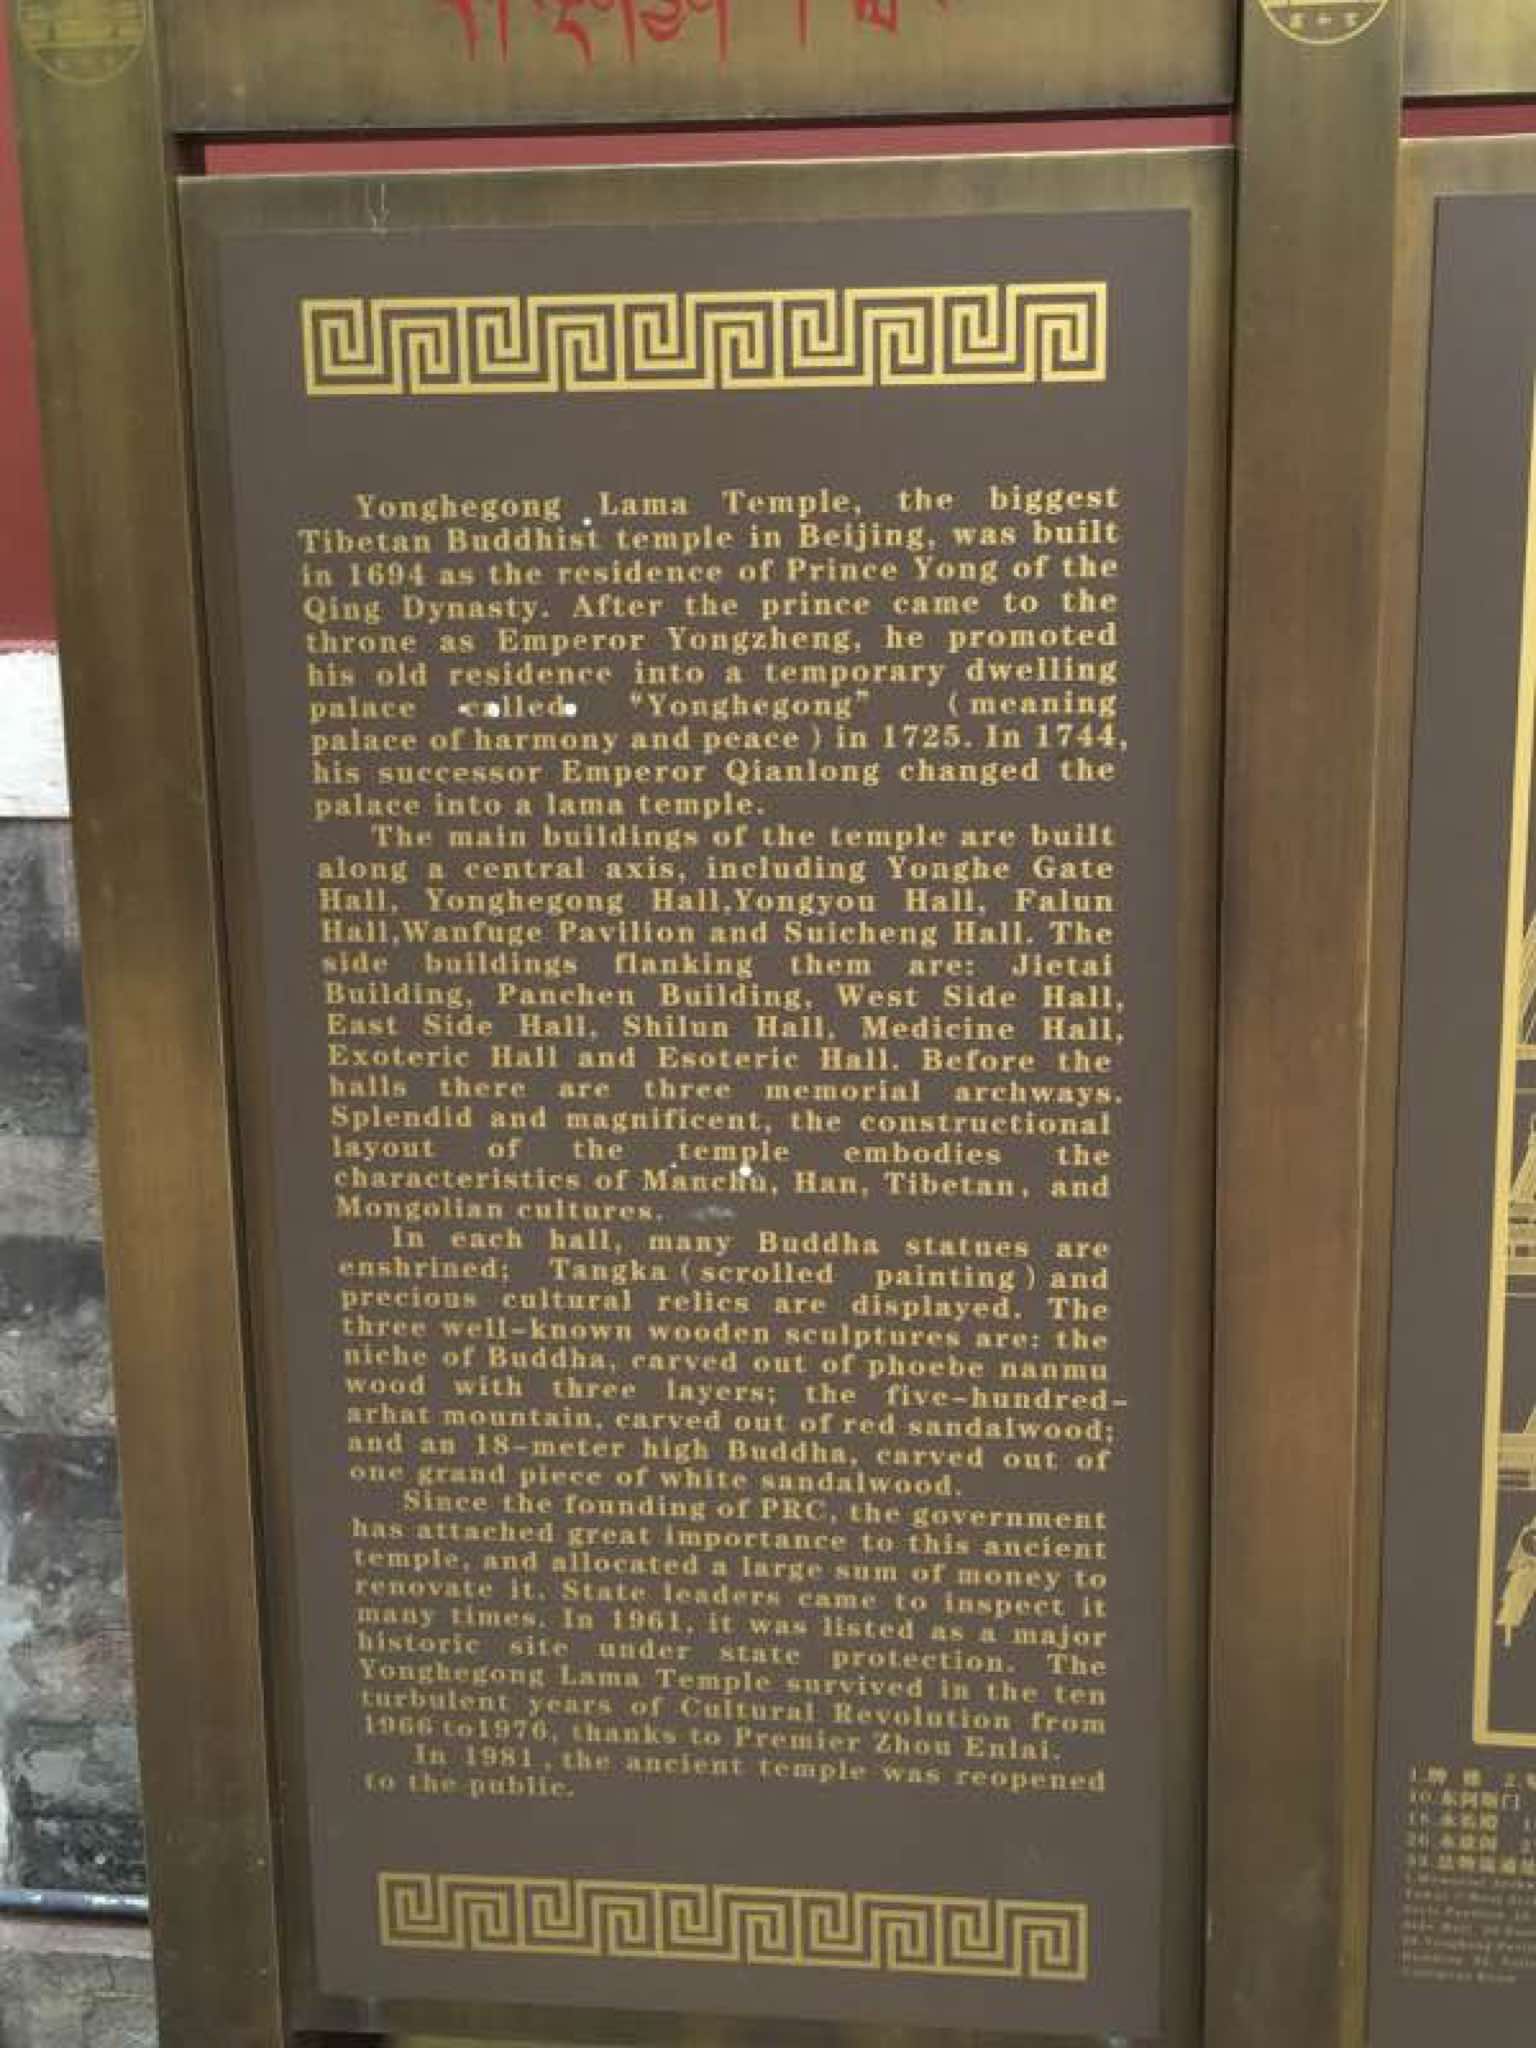 Yonghegong Lama Temple, the biggest
Tibetan Buddhist temple in Beijing, was built
in 1694 as the residence of Prince Yong of the
Qing Dynasty. After the prince came to the
throne as Emperor Yongzheng, he promoted
his old residence into a temporary dwelling
palace called "Yonghegong" (meaning
palace of harmony and peace) in 1725. In 1744,
his successor Emperor Qianlong changed the
palace into a lama temple.
The main buildings of the temple are built
along a central axis, including Yonghe Gate
Hall, Yonghegong Hall,Yongyou Hall, Falun
Hall,Wanfuge Pavilion and Suicheng Hall. The
side buildings flanking them are: Jietai
Building, Panchen Building, West Side Hall,
East Side Hall, Shilun Hall, Medicine Hall,
Exoteric Hall and Esoteric Hall. Before the
halls there are three memorial archways.
Splendid and magnificent, the constructional
layout of the temple embodies the
characteristics of Manchu, Han, Tibetan, and
Mongolian cultures.
In each hall, many Buddha statues are
enshrined; Tangka (scrolled painting) and
precious cultural relics are displayed. The
three well-known wooden sculptures are: the
niche of Buddha, carved out of phoebe nanmu
wood with three layers; the five-hundred-
arhat mountain, carved out of red sandalwood;
and an 18-meter high Buddha, carved out of
one grand piece of white sandalwood.
Since the founding of PRC, the government
has attached great importance to this ancient
temple, and allocated a large sum of money to
renovate it. State leaders came to inspect it
many times. In 1961, it was listed as a major
historic site under state protection. The
Yonghegong Lama Temple survived in the ten
turbulent years of Cultural Revolution from
1966 to1976, thanks to Premier Zhou Enlai.
In 1981, the ancient temple was reopened
to the public.